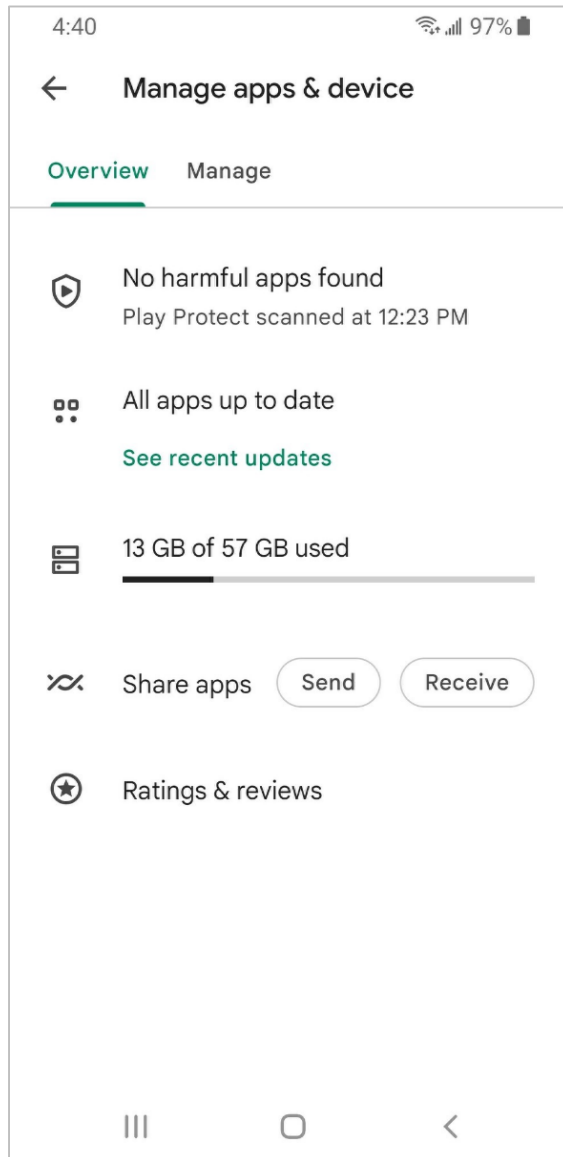 4:40 97%
Manage apps & device
Overview Manage
No harmful apps found
Play Protect scanned at 12:23 PM
All apps up to date
See recent updates
13 GB of 57 GB used
Share apps Send Receive
Ratings & reviews